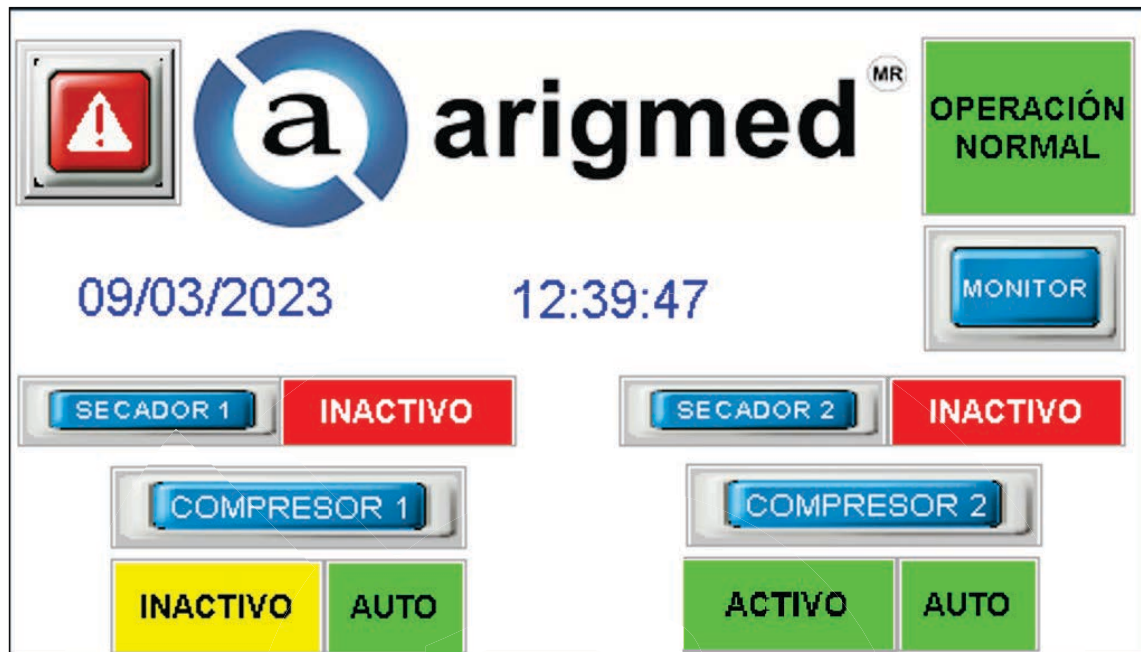 a arigmed MR
OPERACIÓN
NORMAL
09/03/2023 12:39:47
MONITOR
SECADOR 1 INACTIVO
SECADOR 2 INACTIVO
COMPRESOR 1
COMPRESOR 2
INACTIVO AUTO
ACTIVO AUTO